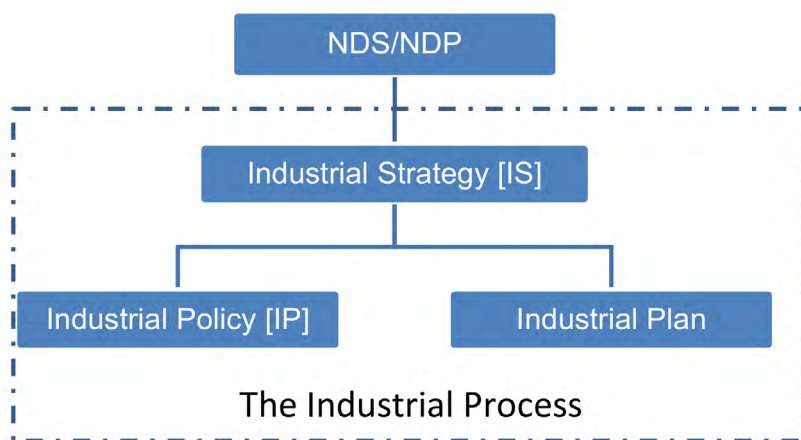 NDS/NDP
Industrial Strategy [IS]
Industrial Policy [IP]
Industrial Plan
The Industrial Process